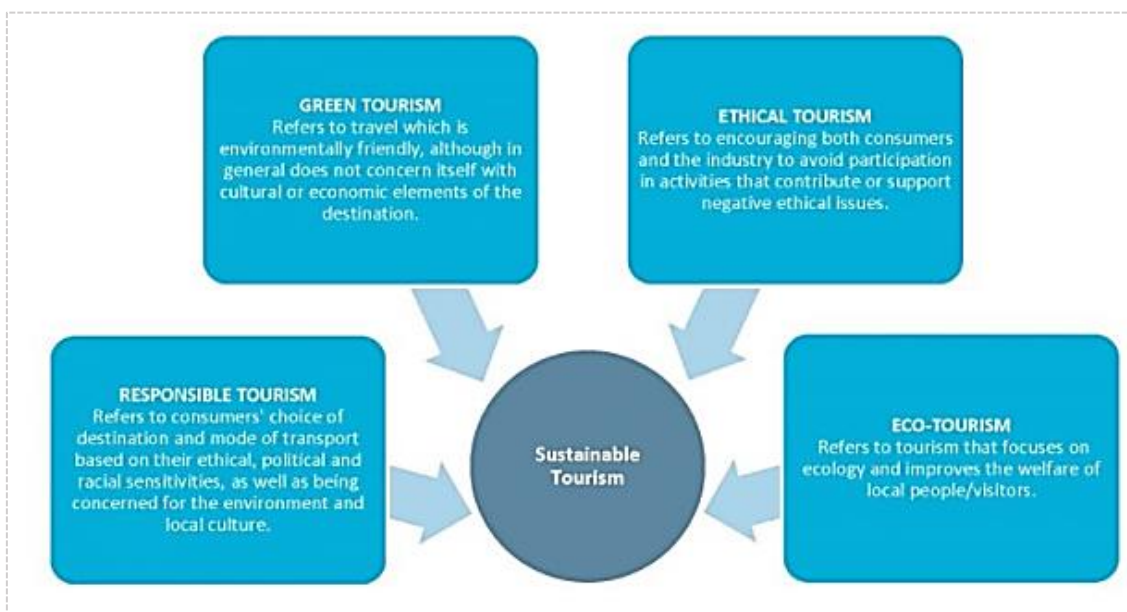 GREEN TOURISM
Refers to travel which is
environmentally friendly, although in
general does not concern itself with
cultural or economic elements of the
destination.
ETHICAL TOURISM
Refers to encouraging both consumers
and the industry to avoid participation
in activities that contribute or support
negative ethical issues.
RESPONSIBLE TOURISM
Refers to consumers' choice of
destination and mode of transport
based on their ethical, political and
racial sensitivities, as well as being
concerned for the environment and
local culture.
Sustainable
Tourism
ECO-TOURISM
Refers to tourism that focuses on
ecology and improves the welfare of
local people/visitors.